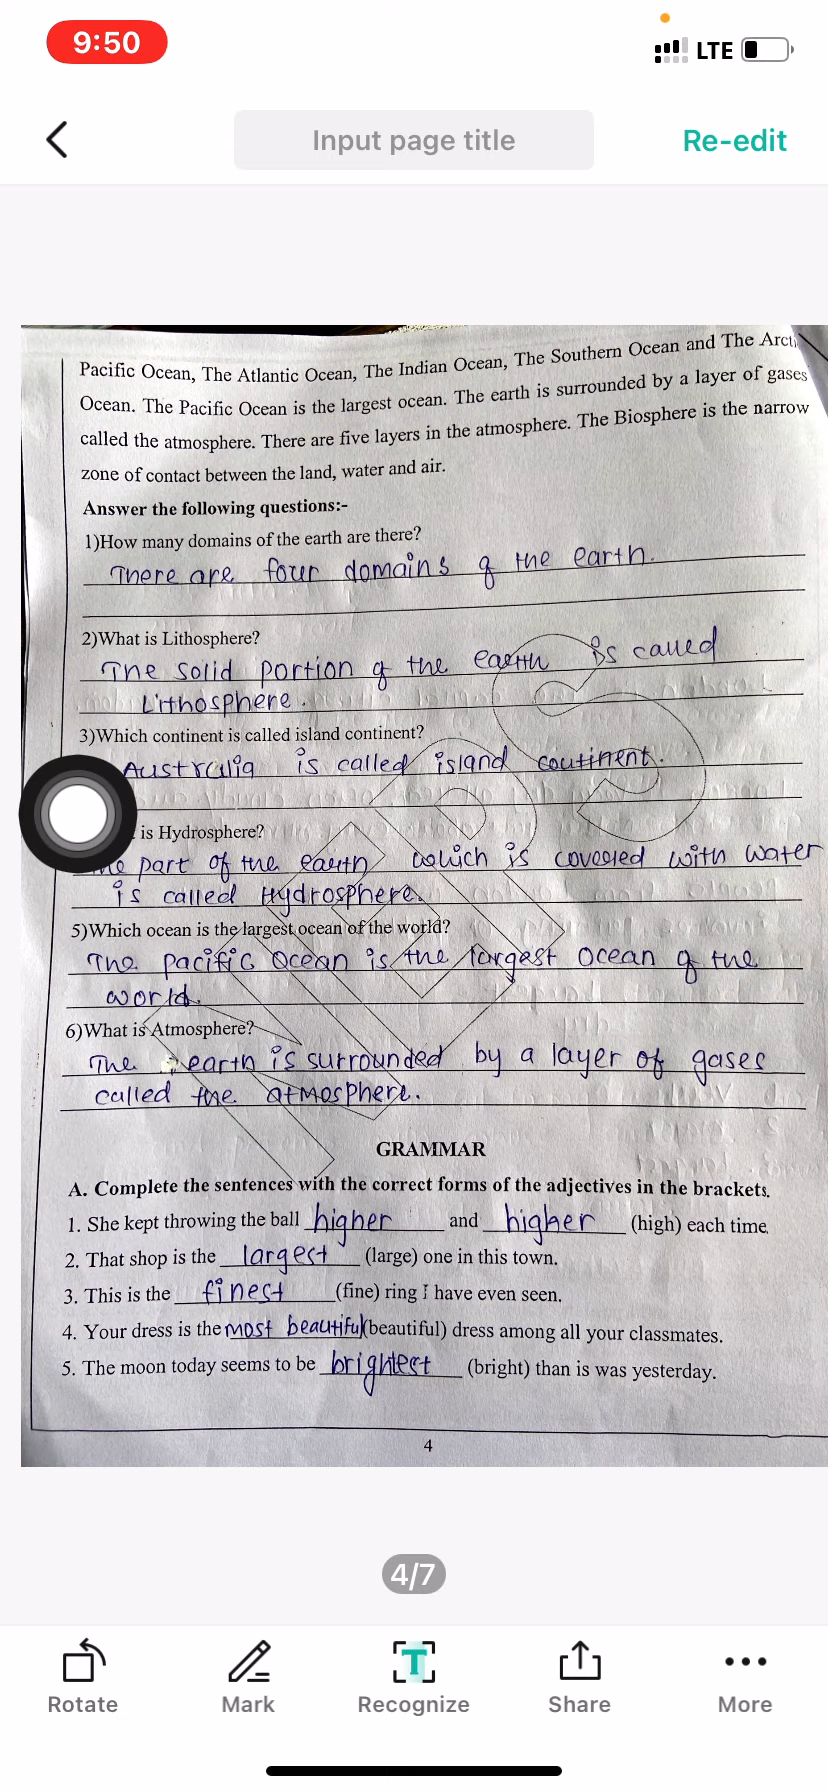 9:50
LTE
Input page title
Re-edit
Pacific Ocean, The Atlantic Ocean, The Indian Ocean, The Southern Ocean and The Arcti
Ocean. The Pacific Ocean is the largest ocean. The earth is surrounded by a layer of gases
called the atmosphere. There are five layers in the atmosphere. The Biosphere is the narrow
zone of contact between the land, water and air.
Answer the following questions:-
1)How many domains of the earth are there?
There are four domains of the earth.
2)What is Lithosphere?
The solid portion of the earth is called
Lithosphere.
3)Which continent is called island continent?
Australia is called island continent.
is Hydrosphere?
part of the earth which is covered with water
is called Hydrosphere.
5)Which ocean is the largest ocean of the world?
The pacific Ocean is the largest Ocean of the
world.
6)What is Atmosphere?
The earth is surrounded by a layer of gases
called the atmosphere.
GRAMMAR
A. Complete the sentences with the correct forms of the adjectives in the brackets.
1. She kept throwing the ball higher and higher (high) each time.
2. That shop is the largest (large) one in this town.
3. This is the finest (fine) ring I have even seen.
4. Your dress is the most beautiful (beautiful) dress among all your classmates.
5. The moon today seems to be brightest (bright) than is was yesterday.
4
4/7
Rotate
Mark
Recognize
Share
More